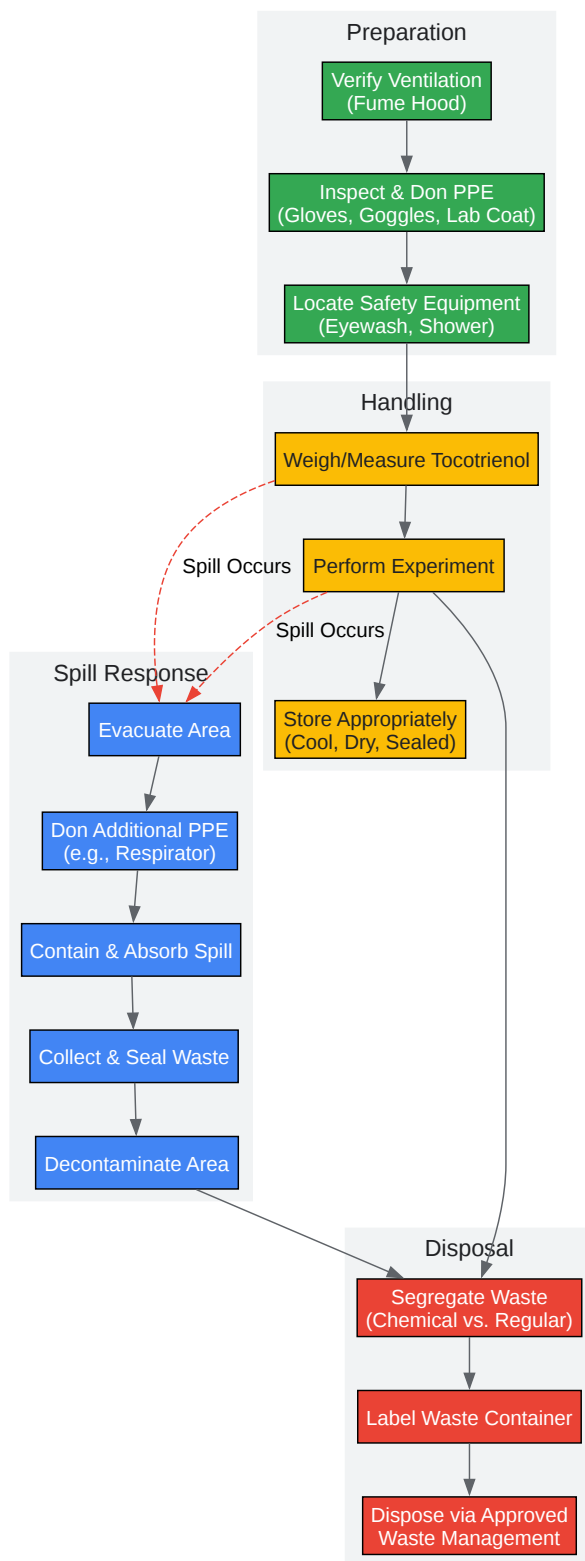 Preparation
Verify Ventilation
(Fume Hood)
Inspect & Don PPE
(Gloves, Goggles, Lab Coat)
Locate Safety Equipment
(Eyewash, Shower)
Handling
Weigh/Measure Tocotrienol
Perform Experiment
Spill Occurs
Spill Occurs
Store Appropriately
(Cool, Dry, Sealed)
Spill Response
Evacuate Area
Don Additional PPE
(e.g., Respirator)
Contain & Absorb Spill
Collect & Seal Waste
Decontaminate Area
Disposal
Segregate Waste
(Chemical vs. Regular)
Label Waste Container
Dispose via Approved
Waste Management